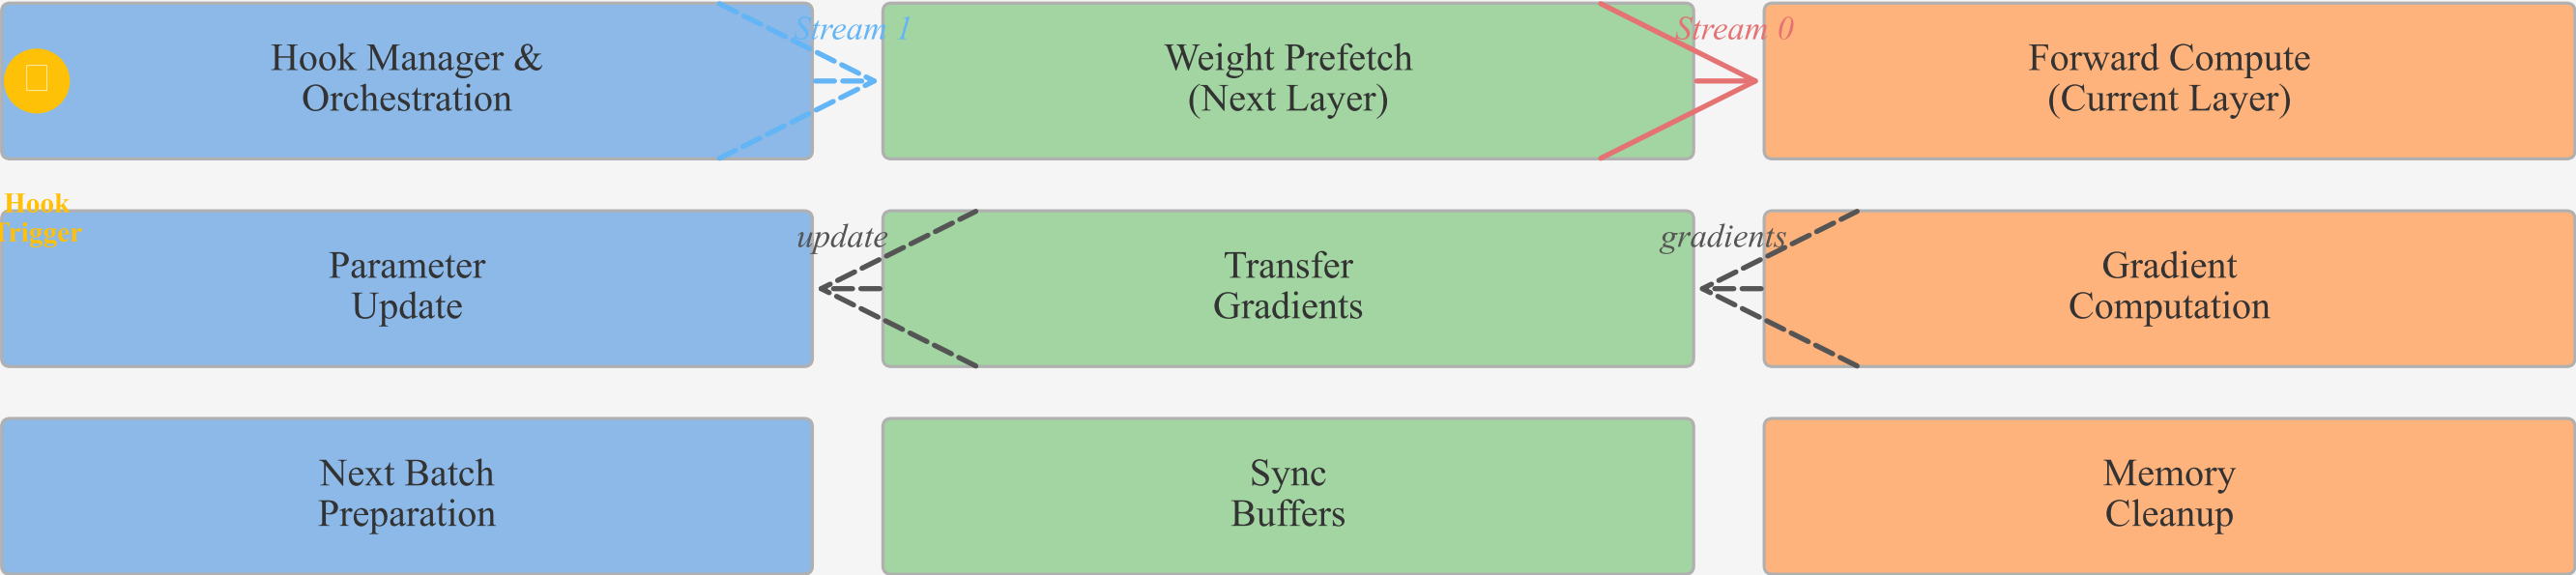 Hook Manager &
Orchestration
Stream 1
Weight Prefetch
(Next Layer)
Stream 0
Forward Compute
(Current Layer)
Hook
Trigger
Parameter
Update
update
Transfer
Gradients
gradients
Gradient
Computation
Next Batch
Preparation
Sync
Buffers
Memory
Cleanup